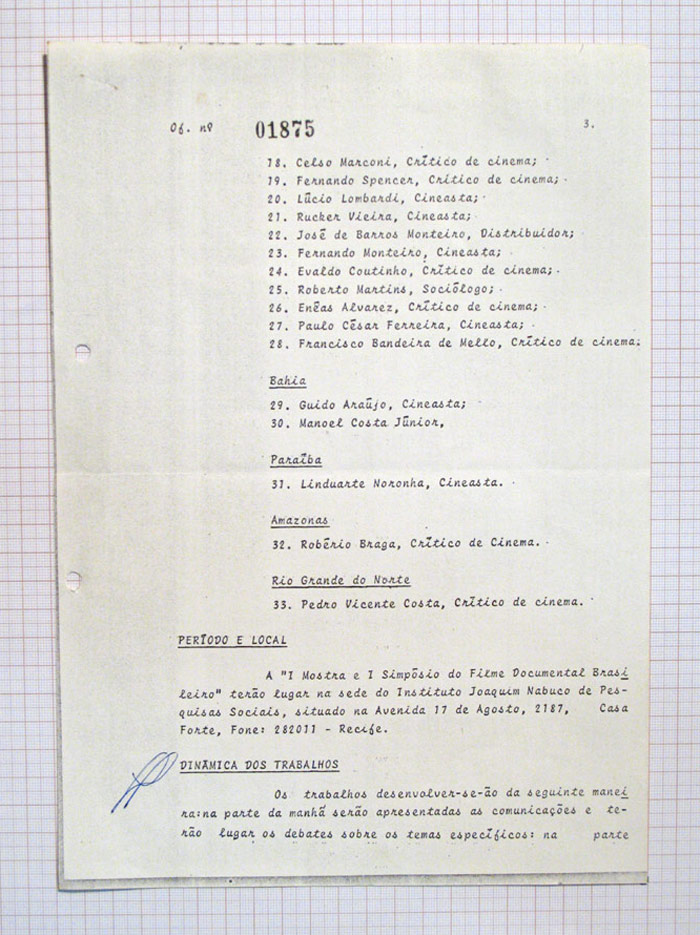 Of. nº 01875 3.
18. Celso Marconi, Crítico de cinema;
19. Fernando Spencer, Crítico de cinema;
20. Lúcio Lombardi, Cineasta;
21. Rucker Vieira, Cineasta;
22. José de Barros Monteiro, Distribuidor;
23. Fernando Monteiro, Cineasta;
24. Evaldo Coutinho, Crítico de cinema;
25. Roberto Martins, Sociólogo;
26. Enéas Alvarez, Crítico de cinema;
27. Paulo César Ferreira, Cineasta;
28. Francisco Bandeira de Mello, Crítico de cinema;
Bahia
29. Guido Araújo, Cineasta;
30. Manoel Costa Júnior,
Paraíba
31. Linduarte Noronha, Cineasta.
Amazonas
32. Robério Braga, Crítico de Cinema.
Rio Grande do Norte
33. Pedro Vicente Costa, Crítico de cinema.
PERÍODO E LOCAL
A "I Mostra e I Simpósio do Filme Documental Brasi
leiro" terão lugar na sede do Instituto Joaquim Nabuco de Pes-
quisas Sociais, situado na Avenida 17 de Agosto, 2187, Casa
Forte, Fone: 282011 - Recife.
DINÂMICA DOS TRABALHOS
Os trabalhos desenvolver-se-ão da seguinte manei
ra:na parte da manhã serão apresentadas as comunicações e te-
rão lugar os debates sobre os temas específicos: na parte